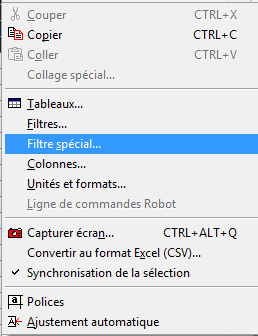 Couper CTRL+X
Copier CTRL+C
Coller CTRL+V
Collage spécial...
Tableaux...
Filtres...
Filtre spécial...
Colonnes...
Unités et formats...
Ligne de commandes Robot
Capturer écran... CTRL+ALT+Q
Convertir au format Excel (CSV)...
Synchronisation de la sélection
Polices
Ajustement automatique